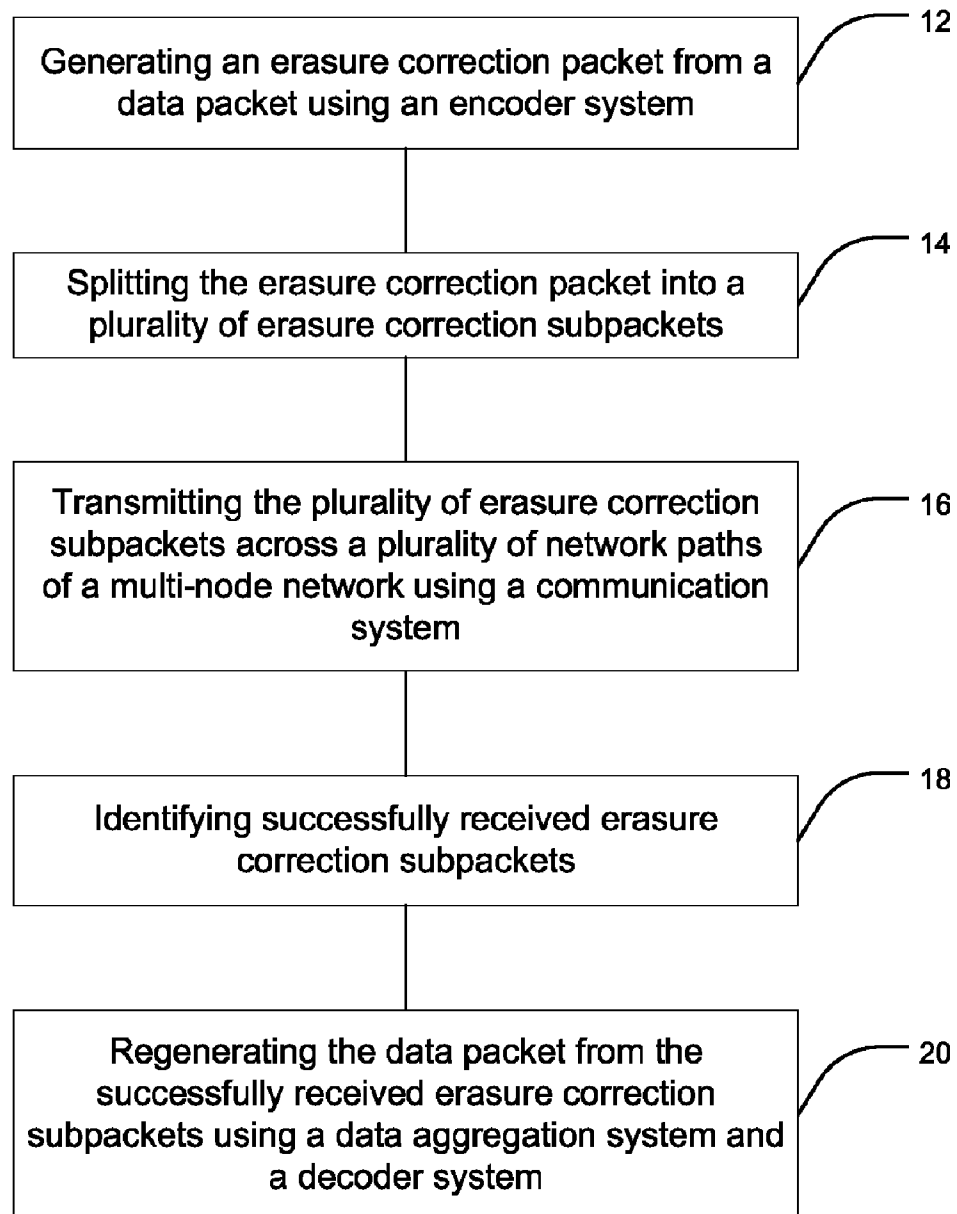 12
Generating an erasure correction packet from a
data packet using an encoder system
14
Splitting the erasure correction packet into a
plurality of erasure correction subpackets
16
Transmitting the plurality of erasure correction
subpackets across a plurality of network paths
of a multi-node network using a communication
system
18
Identifying successfully received erasure
correction subpackets
20
Regenerating the data packet from the
successfully received erasure correction
subpackets using a data aggregation system and
a decoder system